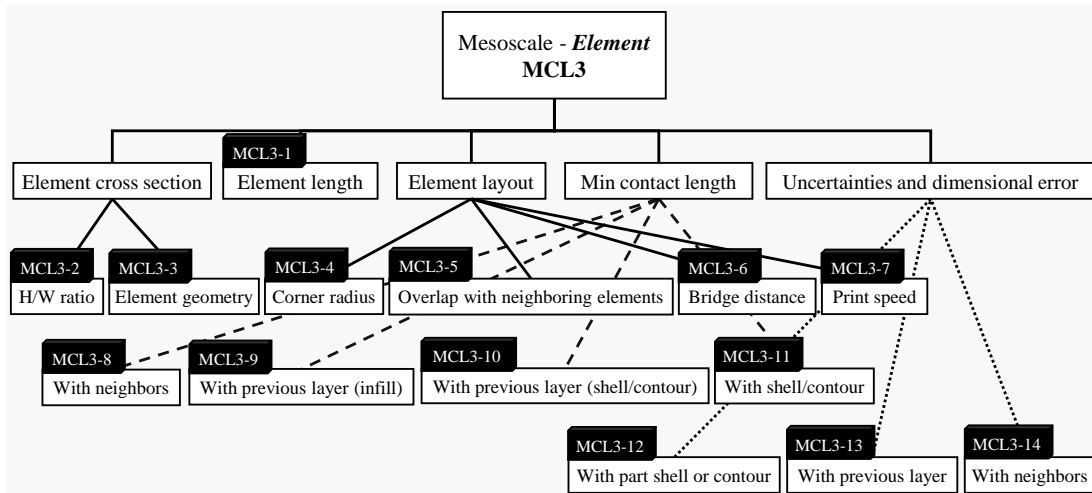 Mesoscale - Element
MCL3
MCL3-1
Element cross section
Element length
Element layout
Min contact length
Uncertainties and dimensional error
MCL3-2
MCL3-3
MCL3-4
MCL3-5
MCL3-6
MCL3-7
H/W ratio
Element geometry
Corner radius
Overlap with neighboring elements
Bridge distance
Print speed
MCL3-8
MCL3-9
MCL3-10
MCL3-11
With neighbors
With previous layer (infill)
With previous layer (shell/contour)
With shell/contour
MCL3-12
MCL3-13
MCL3-14
With part shell or contour
With previous layer
With neighbors